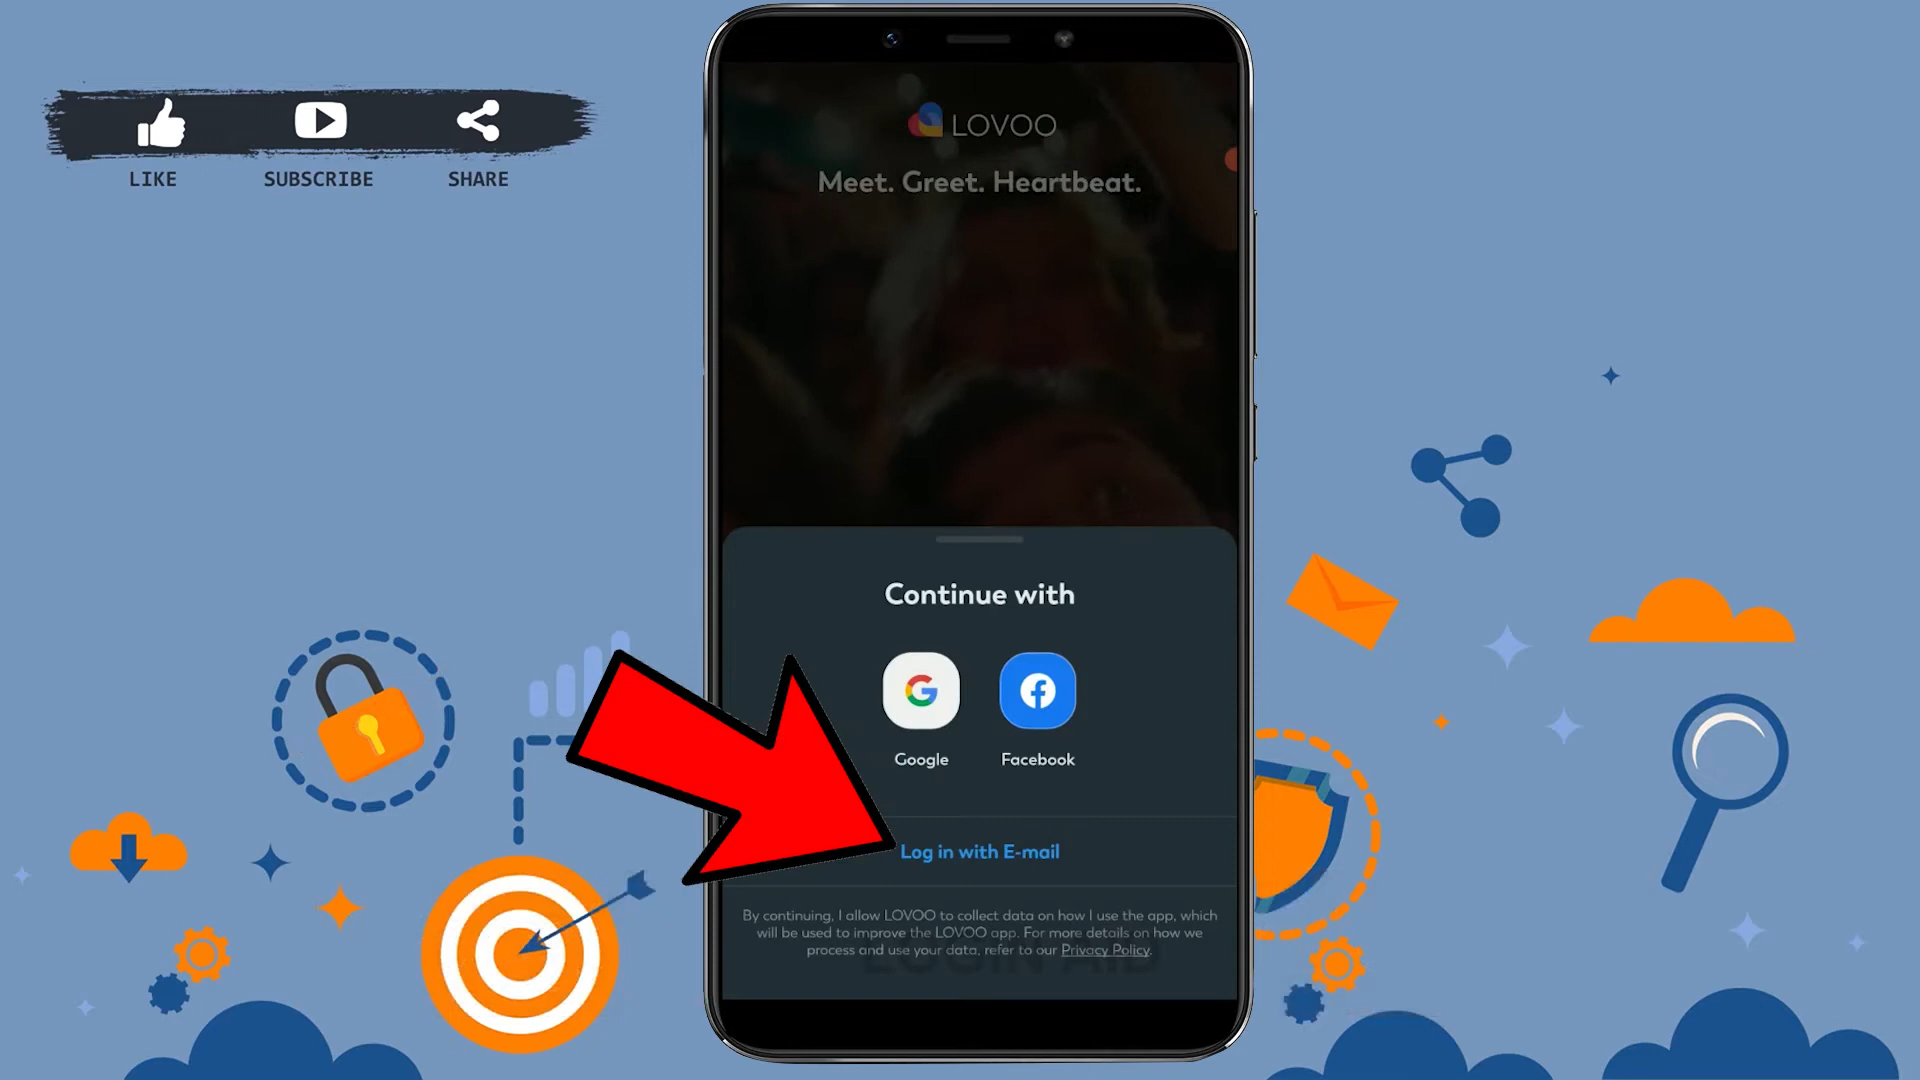 LIKE SUBSCRIBE SHARE
LOVOO
Meet. Greet. Heartbeat.
Continue with
Google Facebook
Log in with E-mail
By continuing, I allow LOVOO to collect data on how I use the app, which
will be used to improve the LOVOO app. For more details on how we
process and use your data, refer to our Privacy Policy.
LOGIN AID